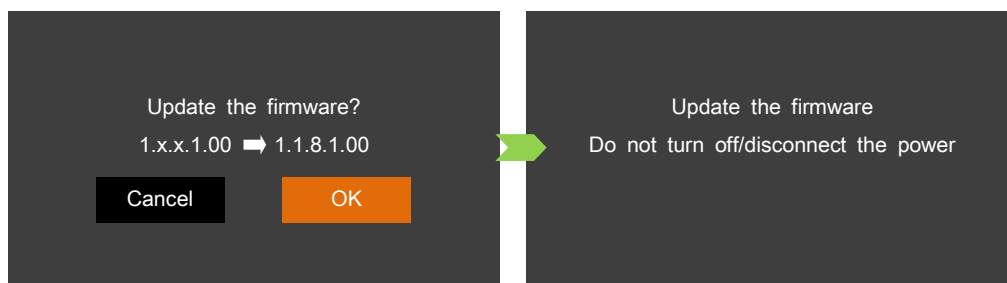 Update the firmware?
1.x.x.1.00 ➡ 1.1.8.1.00
Cancel
OK
Update the firmware
Do not turn off/disconnect the power